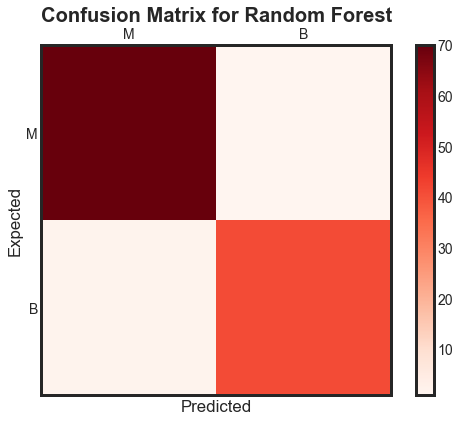 Confusion Matrix for Random Forest
M B
70
60
50
40
30
20
10
M
B
Expected
Predicted